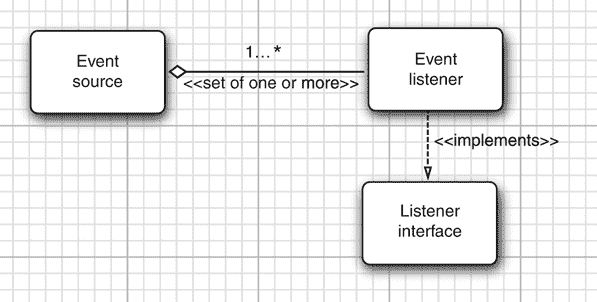 Event
source
1…*
<<set of one or more>>
Event
listener
<<implements>>
Listener
interface